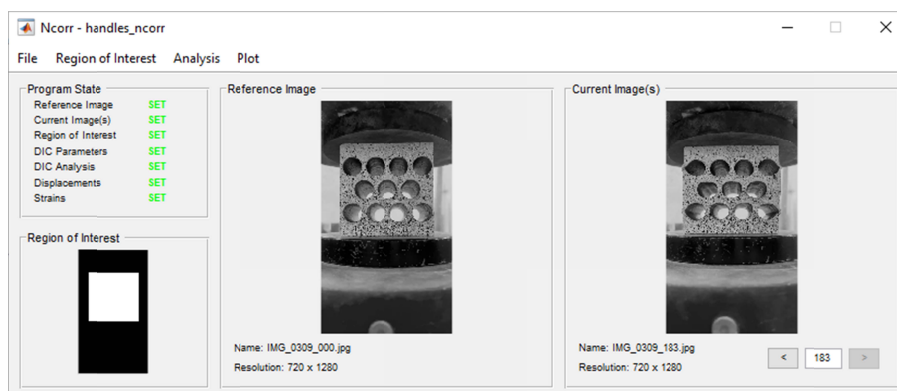 Ncorr - handles_ncorr
File Region of Interest Analysis Plot
Program State
Reference Image SET
Current Image(s) SET
Region of Interest SET
DIC Parameters SET
DIC Analysis SET
Displacements SET
Strains SET
Region of Interest
Reference Image
Name: IMG_0309_000.jpg
Resolution: 720 x 1280
Current Image(s)
Name: IMG_0309_183.jpg
Resolution: 720 x 1280
< 183 >